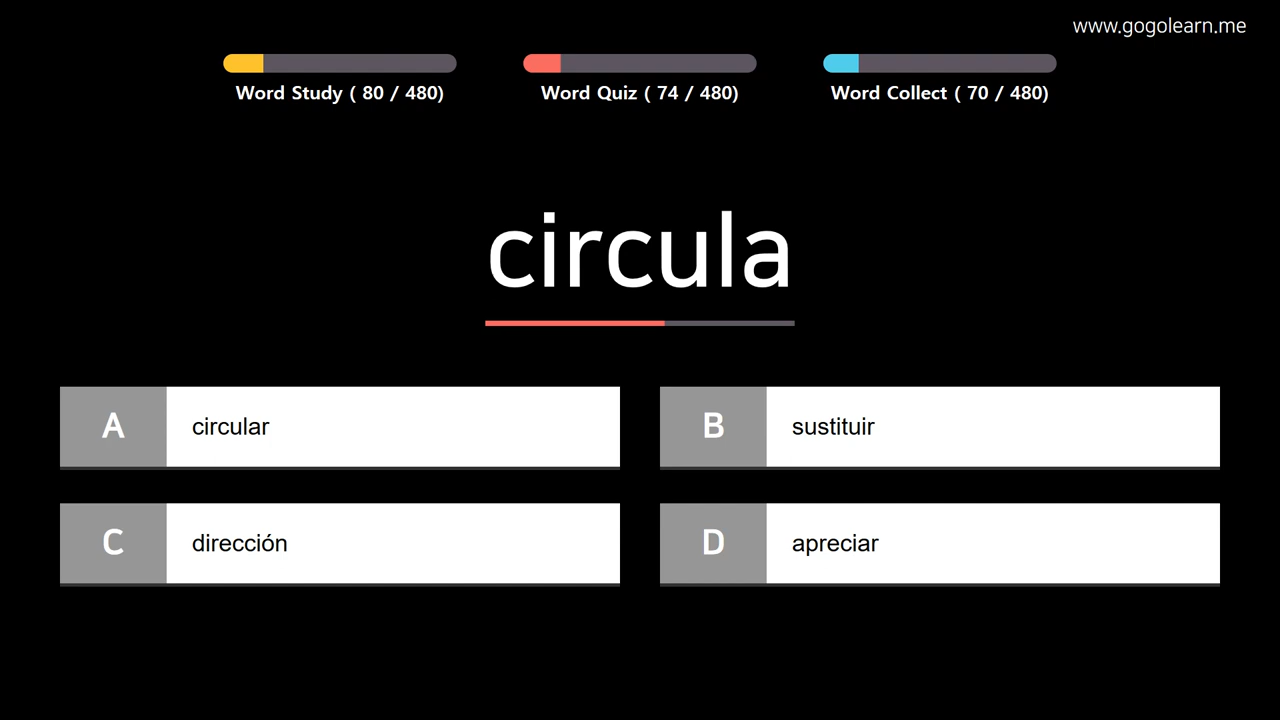 www.gogolearn.me
Word Study ( 80 / 480)
Word Quiz ( 74 / 480)
Word Collect ( 70 / 480)
circula
A circular
B sustituir
C dirección
D apreciar